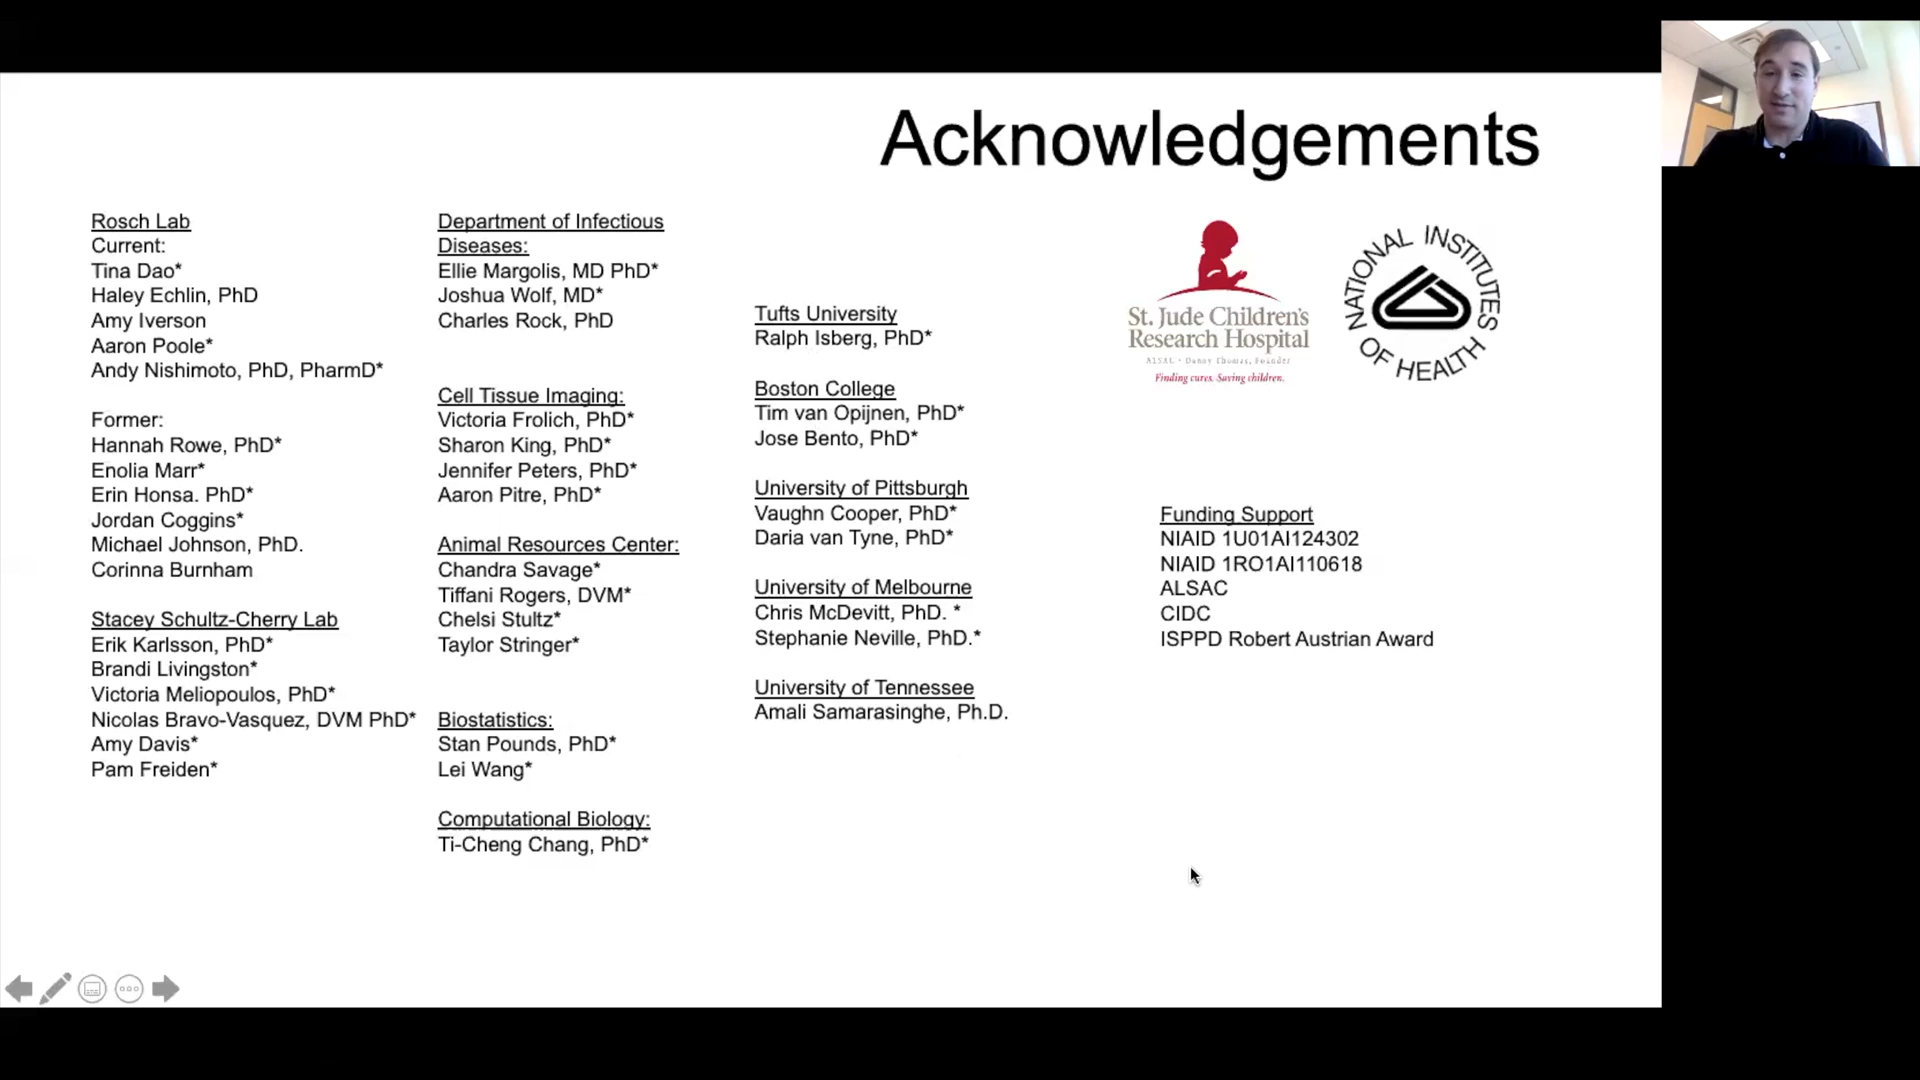 Acknowledgements
Rosch Lab
Current:
Tina Dao*
Haley Echlin, PhD
Amy Iverson
Aaron Poole*
Andy Nishimoto, PhD, PharmD*
Former:
Hannah Rowe, PhD*
Enolia Marr*
Erin Honsa. PhD*
Jordan Coggins*
Michael Johnson, PhD.
Corinna Burnham
Stacey Schultz-Cherry Lab
Erik Karlsson, PhD*
Brandi Livingston*
Victoria Meliopoulos, PhD*
Nicolas Bravo-Vasquez, DVM PhD*
Amy Davis*
Pam Freiden*
Department of Infectious
Diseases:
Ellie Margolis, MD PhD*
Joshua Wolf, MD*
Charles Rock, PhD
Cell Tissue Imaging:
Victoria Frolich, PhD*
Sharon King, PhD*
Jennifer Peters, PhD*
Aaron Pitre, PhD*
Animal Resources Center:
Chandra Savage*
Tiffani Rogers, DVM*
Chelsi Stultz*
Taylor Stringer*
Biostatistics:
Stan Pounds, PhD*
Lei Wang*
Computational Biology:
Ti-Cheng Chang, PhD*
Tufts University
Ralph Isberg, PhD*
Boston College
Tim van Opijnen, PhD*
Jose Bento, PhD*
University of Pittsburgh
Vaughn Cooper, PhD*
Daria van Tyne, PhD*
University of Melbourne
Chris McDevitt, PhD. *
Stephanie Neville, PhD.*
University of Tennessee
Amali Samarasinghe, Ph.D.
St. Jude Children's
Research Hospital
ALSAC • Danny Thomas, Founder
Finding cures. Saving children.
NATIONAL INSTITUTES
OF HEALTH
Funding Support
NIAID 1U01AI124302
NIAID 1RO1AI110618
ALSAC
CIDC
ISPPD Robert Austrian Award